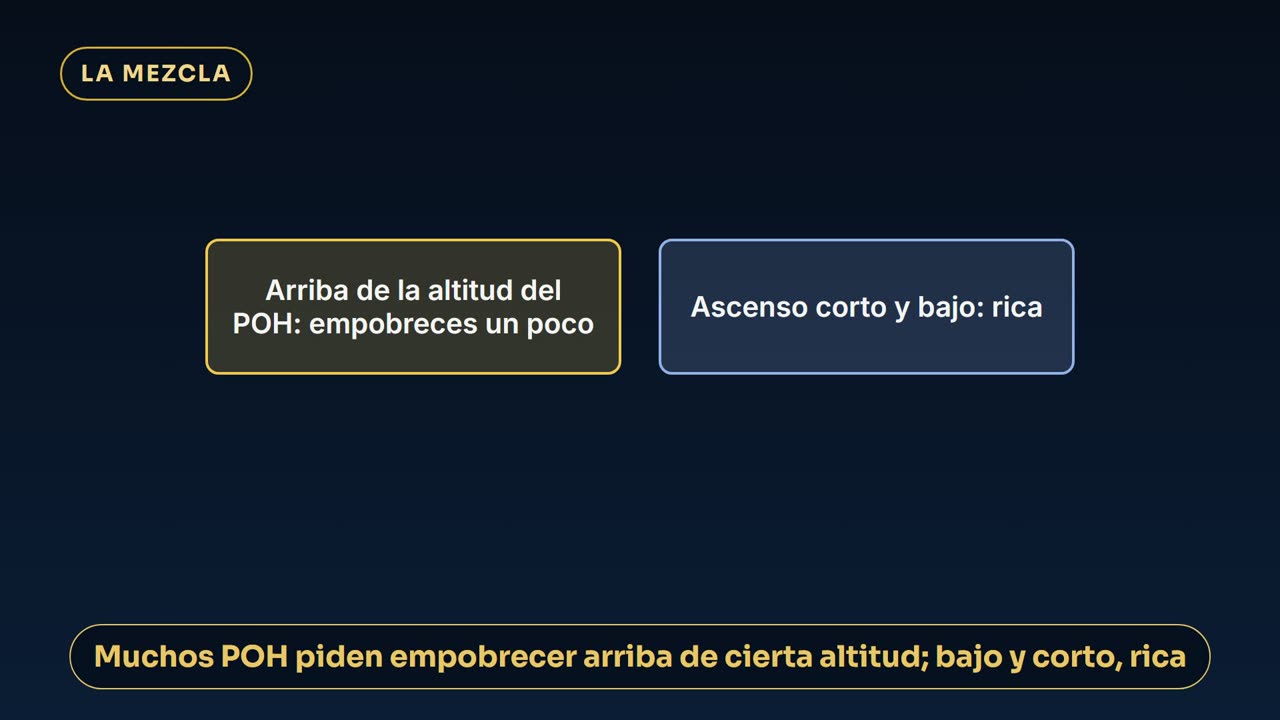 LA MEZCLA
Arriba de la altitud del
POH: empobreces un poco
Ascenso corto y bajo: rica
Muchos POH piden empobrecer arriba de cierta altitud; bajo y corto, rica